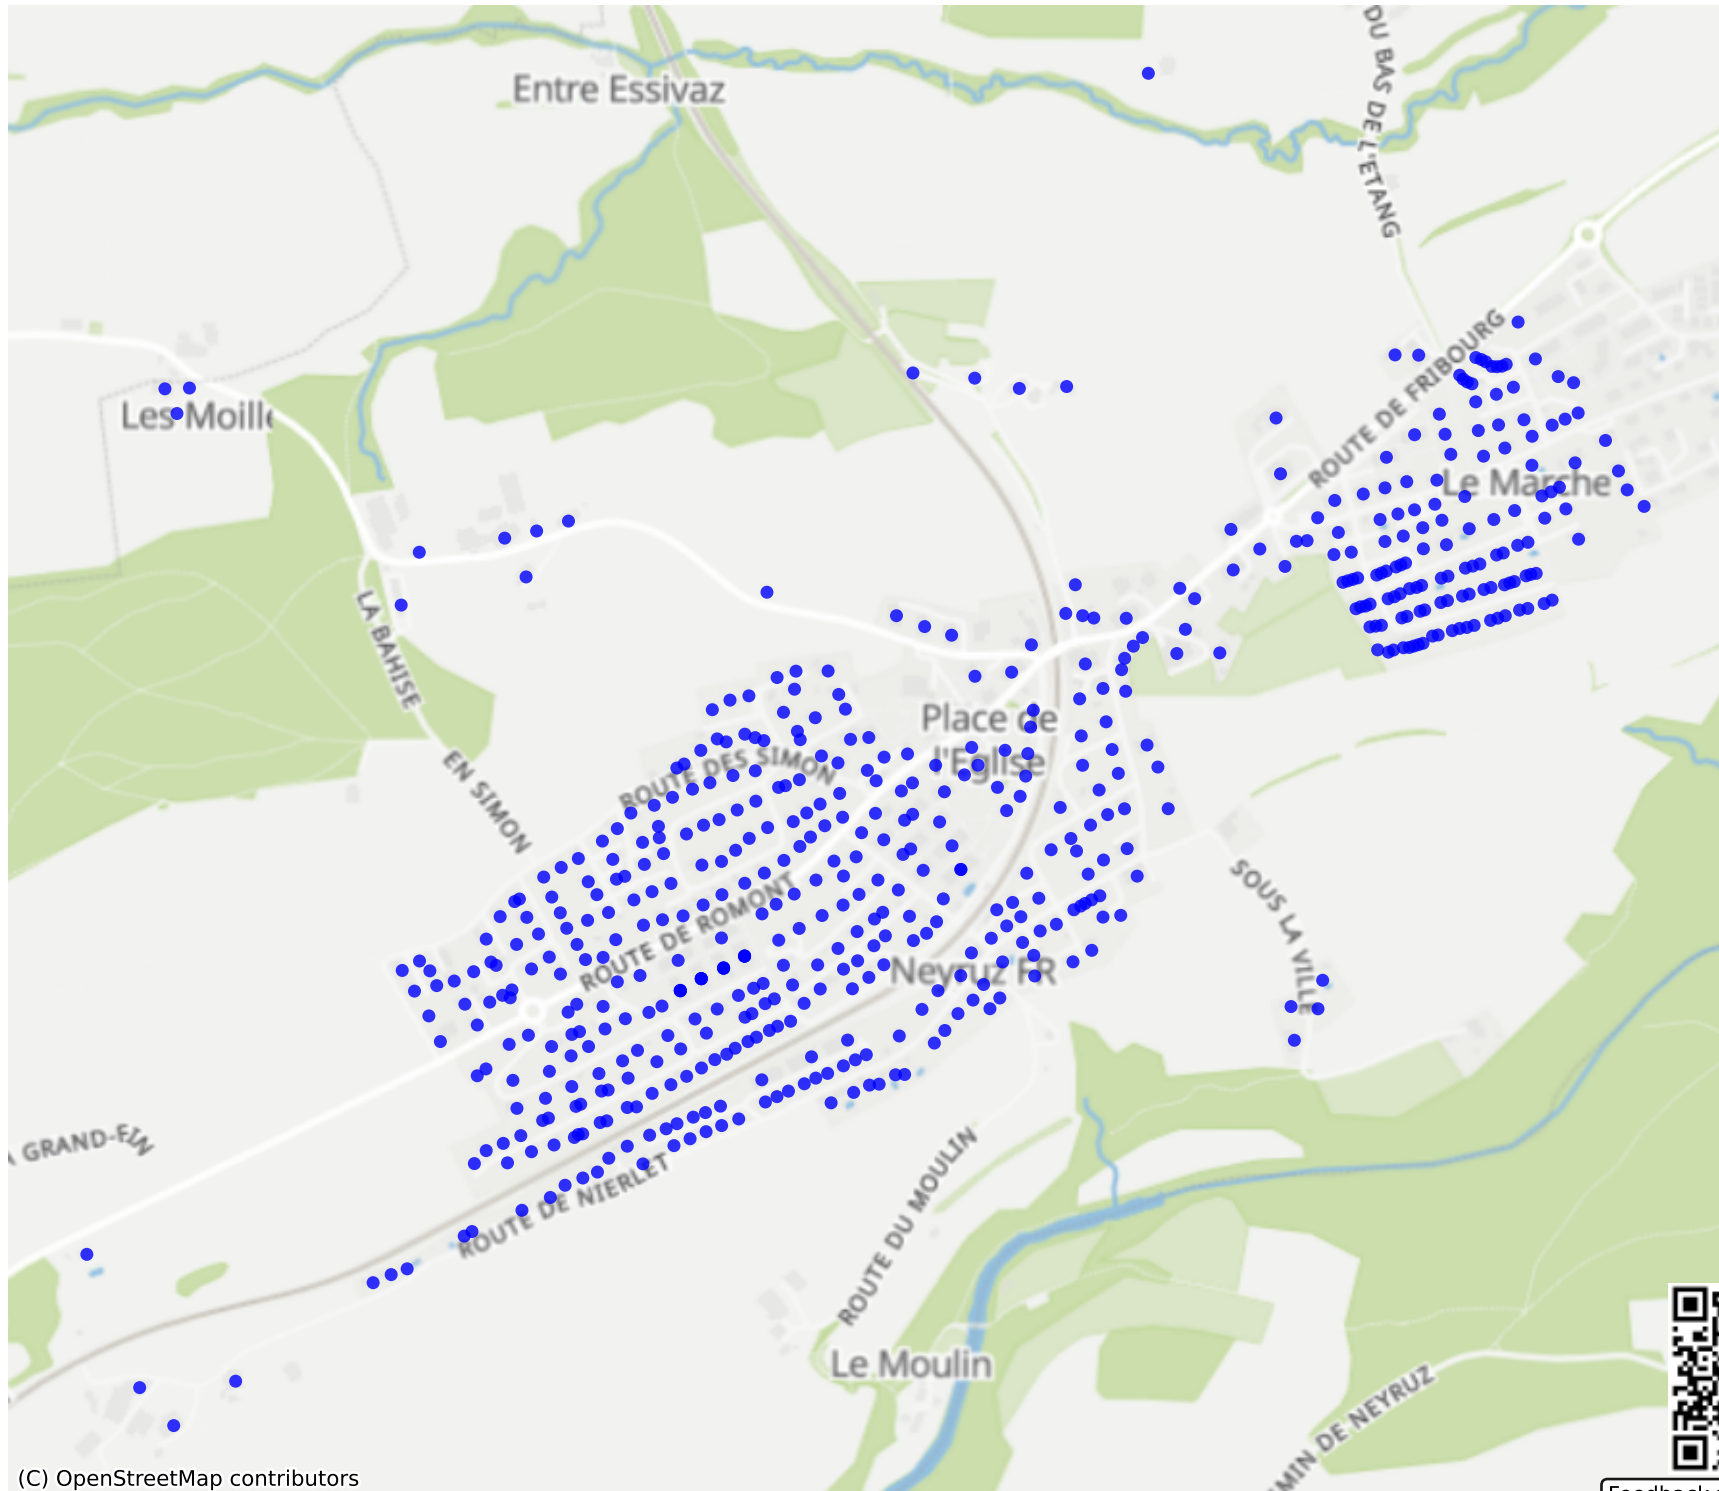 DU BAS DE L'ETANG
Entre Essivaz
ROUTE DE FRIBOURG
Les Moille
Le Marche
LA BAHISE
Place de
l'Eglise
EN SIMON
ROUTE DES SIMON
ROUTE DE ROMONT
SOUS LA VILLE
Neyruz FR
A GRAND-FIN
ROUTE DE NIERLET
ROUTE DU MOULIN
Le Moulin
MIN DE NEYRUZ
(C) OpenStreetMap contributors